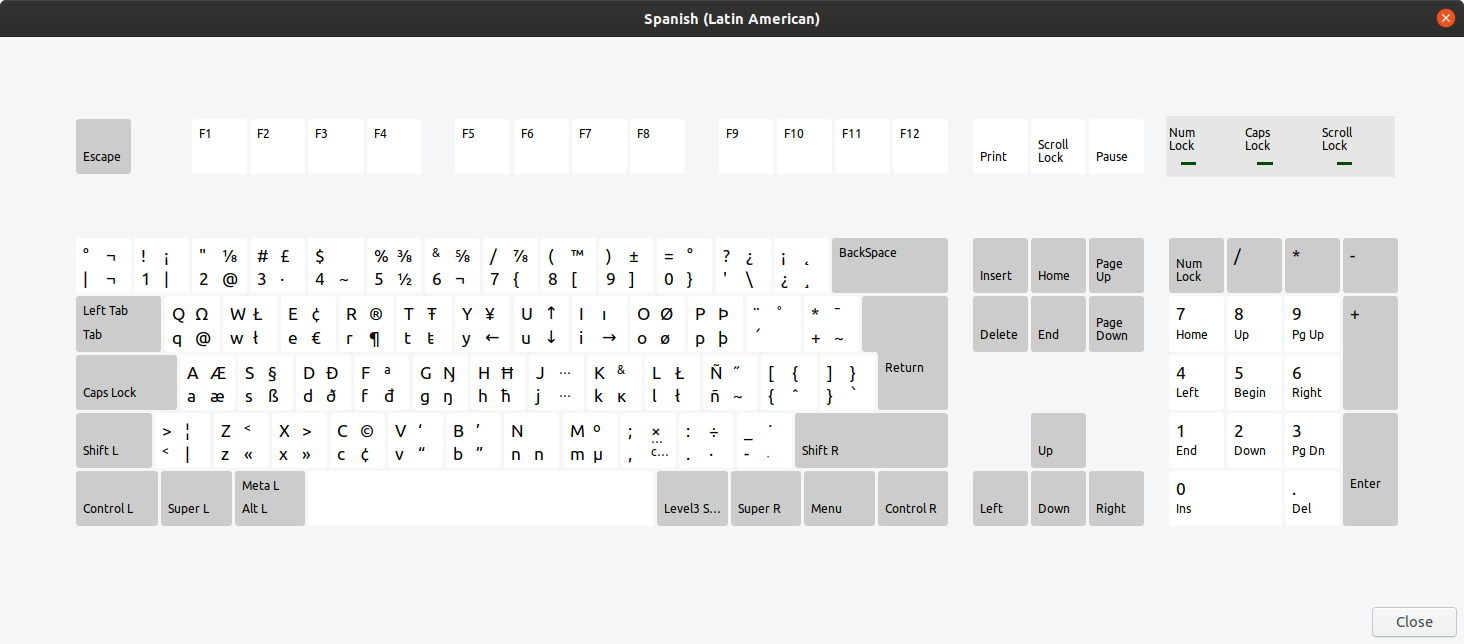 Spanish (Latin American)
Escape F1 F2 F3 F4 F5 F6 F7 F8 F9 F10 F11 F12 Print Scroll Lock Pause Num Lock Caps Lock Scroll Lock
° ¬ ! ¡ " ⅛ # £ $ % ⅜ & ⅝ / ⅞ ( ™ ) ± = ° ? ¿ ¡ ˛ BackSpace Insert Home Page Up Num Lock / * -
| ¬ 1 | 2 @ 3 · 4 ~ 5 ½ 6 ¬ 7 { 8 [ 9 ] 0 } ' \ ¿ ¸
Left Tab Q Ω W Ł E ¢ R ® T Ŧ Y ¥ U ↑ I ı O Ø P Þ ¨ ° * ¯ Delete End Page Down 7 8 9 +
Tab q @ w ł e € r ¶ t ŧ y ← u ↓ i → o ø p þ ´ + ~ Home Up Pg Up
Caps Lock A Æ S § D Ð F ª G Ŋ H Ħ J ... K & L Ł Ñ ˝ [ { ] } Return 4 5 6
a æ s ß d ð f đ g ŋ h ħ j ... k ĸ l ł ñ ~ { ^ } ` Left Begin Right
Shift L > ¦ Z < X > C © V ‘ B ’ N M º ; × : ÷ _ ˙ Shift R Up 1 2 3 Enter
< | z « x » c ¢ v “ b ” n n m µ , ... c... . · - . End Down Pg Dn
Control L Super L Meta L Alt L Level3 S... Super R Menu Control R Left Down Right 0 .
Ins Del
Close